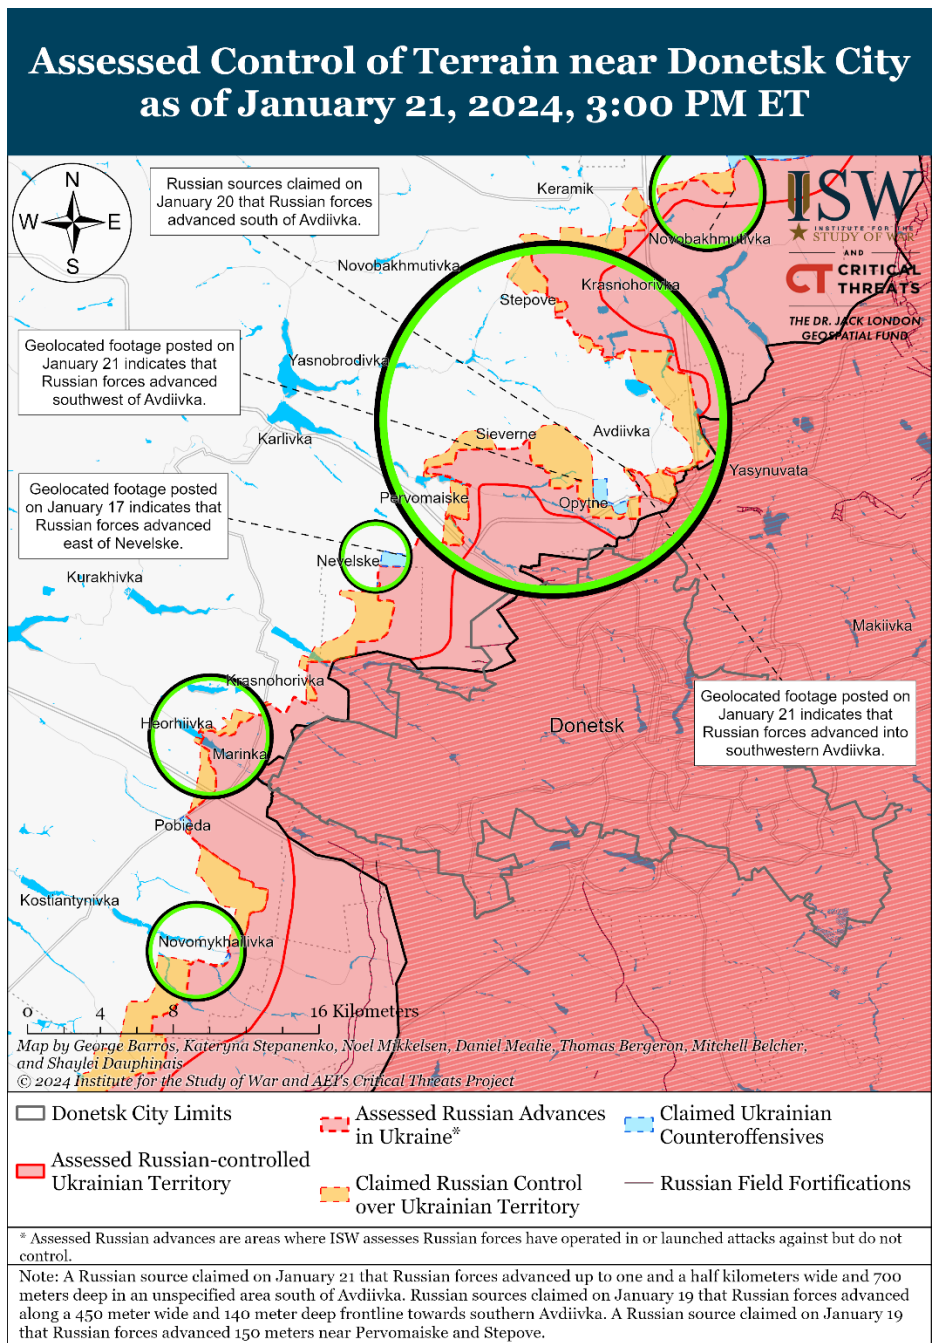 Assessed Control of Terrain near Donetsk City
as of January 21, 2024, 3:00 PM ET
N
W E
S
Russian sources claimed on
January 20 that Russian forces
advanced south of Avdiivka.
Keramik
ISW
INSTITUTE FOR THE
STUDY OF WAR
AND
CT CRITICAL
THREATS
THE DR. JACK LONDON
GEOSPATIAL FUND
Novobakhmutivka
Novobakhmutivka
Krasnohorivka
Stepove
Geolocated footage posted on
January 21 indicates that
Russian forces advanced
southwest of Avdiivka.
Yasnobrodivka
Karlivka
Sieverne
Avdiivka
Yasynuvata
Geolocated footage posted
on January 17 indicates that
Russian forces advanced
east of Nevelske.
Pervomaiske
Opytne
Nevelske
Kurakhivka
Makiivka
Krasnohorivka
Geolocated footage posted on
January 21 indicates that
Russian forces advanced into
southwestern Avdiivka.
Heorhiivka
Donetsk
Marinka
Pobieda
Kostiantynivka
Novomykhailivka
0 4 8 16 Kilometers
Map by George Barros, Kateryna Stepanenko, Noel Mikkelsen, Daniel Mealie, Thomas Bergeron, Mitchell Belcher,
and Shaylei Dauphinais
© 2024 Institute for the Study of War and AEI's Critical Threats Project
Donetsk City Limits
Assessed Russian-controlled
Ukrainian Territory
Assessed Russian Advances
in Ukraine*
Claimed Russian Control
over Ukrainian Territory
Claimed Ukrainian
Counteroffensives
Russian Field Fortifications
* Assessed Russian advances are areas where ISW assesses Russian forces have operated in or launched attacks against but do not
control.
Note: A Russian source claimed on January 21 that Russian forces advanced up to one and a half kilometers wide and 700
meters deep in an unspecified area south of Avdiivka. Russian sources claimed on January 19 that Russian forces advanced
along a 450 meter wide and 140 meter deep frontline towards southern Avdiivka. A Russian source claimed on January 19
that Russian forces advanced 150 meters near Pervomaiske and Stepove.